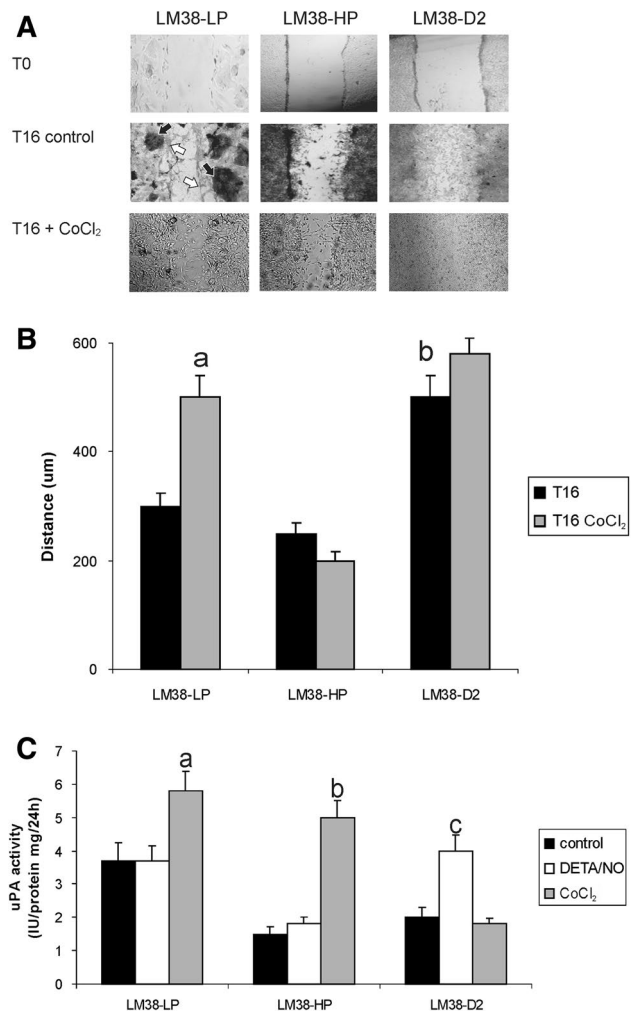 A
LM38-LP LM38-HP LM38-D2
T0
T16 control
T16 + CoCl₂
B
600
400
200
0
Distance (um)
a
b
LM38-LP LM38-HP LM38-D2
T16
T16 CoCl₂
C
7
6
5
4
3
2
1
0
uPA activity
(IU/protein mg/24h)
a
b
c
LM38-LP LM38-HP LM38-D2
control
DETA/NO
CoCl₂